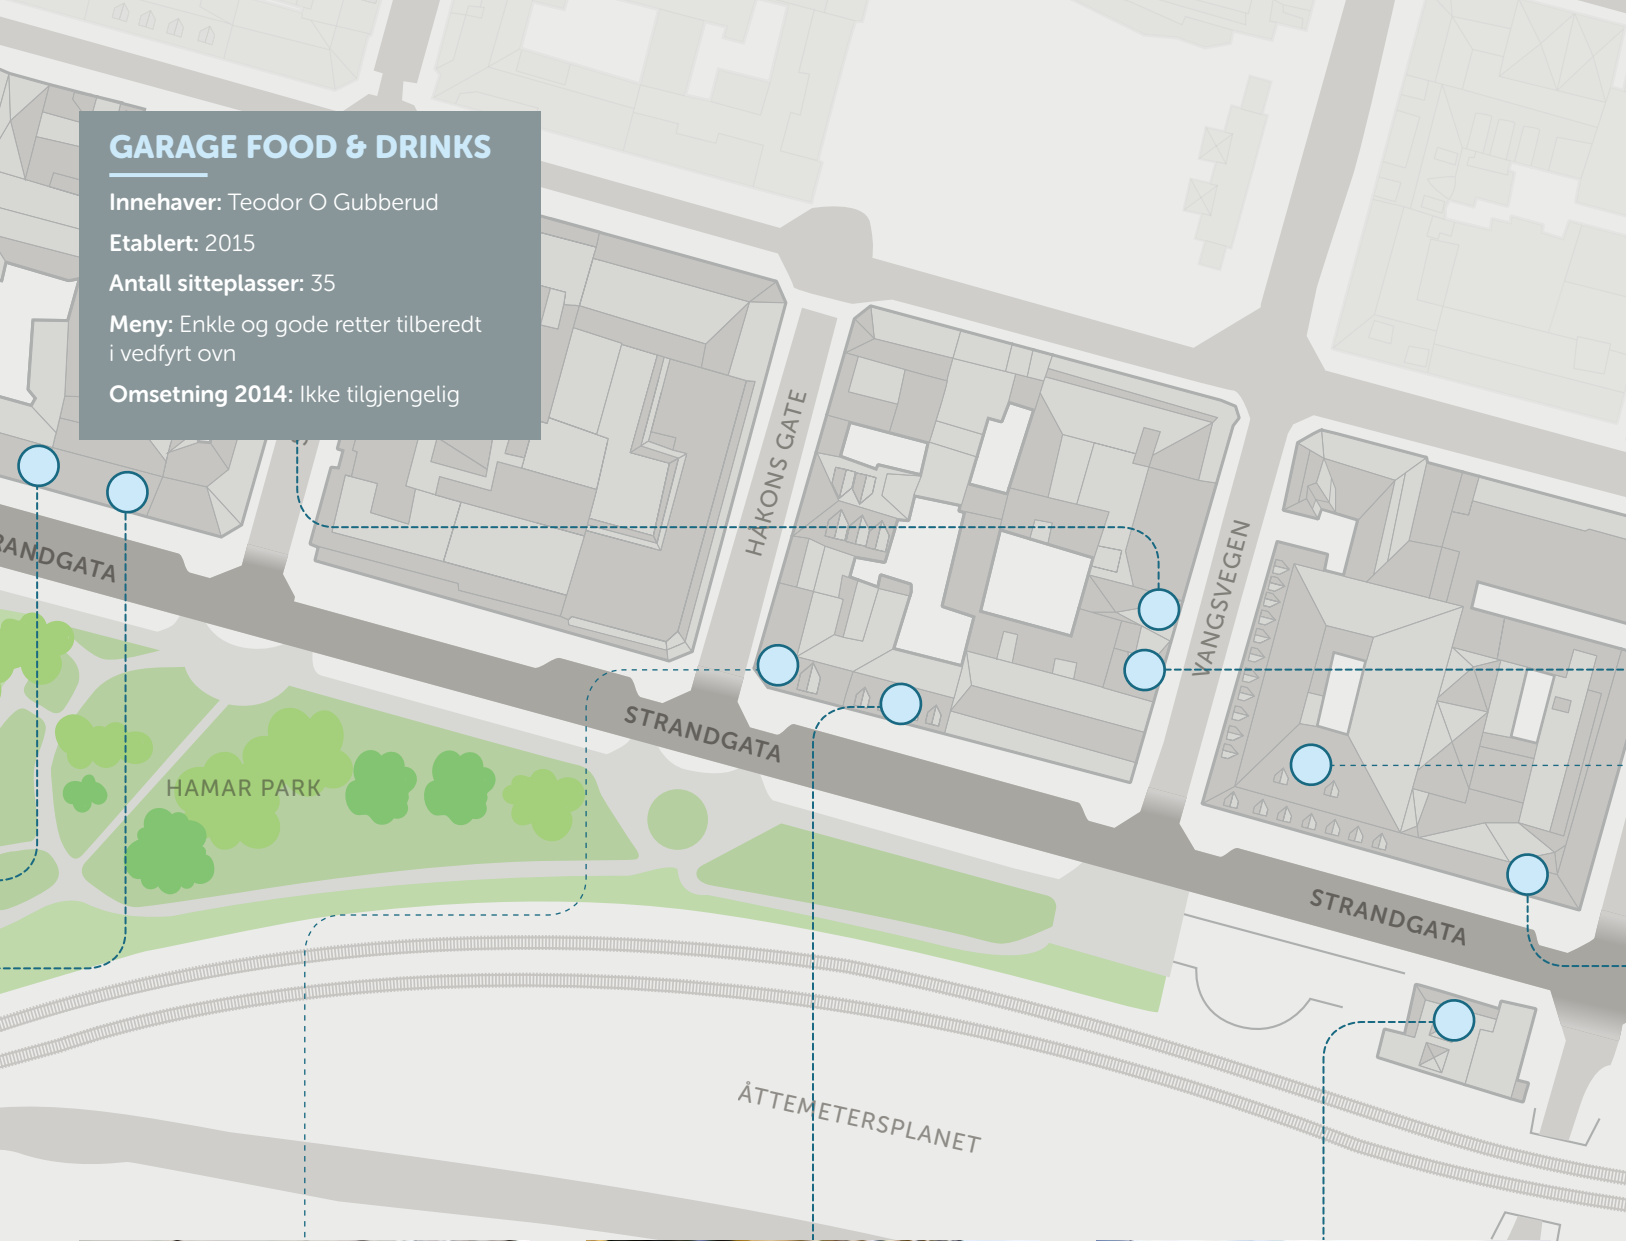 GARAGE FOOD & DRINKS
Innehaver: Teodor O Gubberud
Etablert: 2015
Antall sitteplasser: 35
Meny: Enkle og gode retter tilberedt
i vedfyrt ovn
Omsetning 2014: Ikke tilgjengelig
HÅKONS GATE
VANGSVEGEN
RANDGATA
STRANDGATA
HAMAR PARK
STRANDGATA
ÅTTEMETERSPLANET